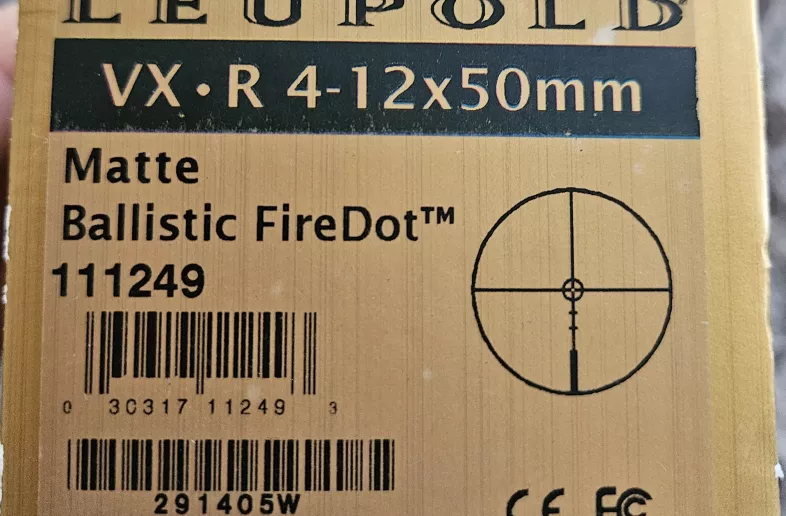 LEUPOLD
VX•R 4-12x50mm
Matte
Ballistic FireDot™
111249
0 30317 11249 3
291405W
CE FC